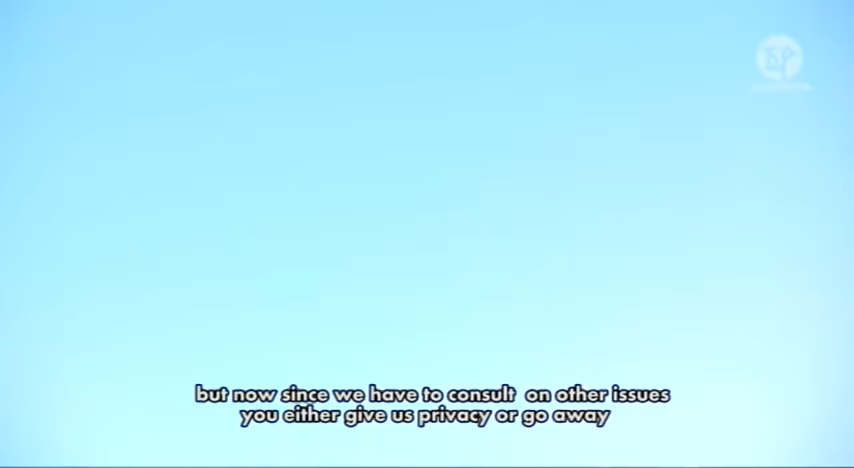 but now since we have to consult  on other issues
you either give us privacy or go away